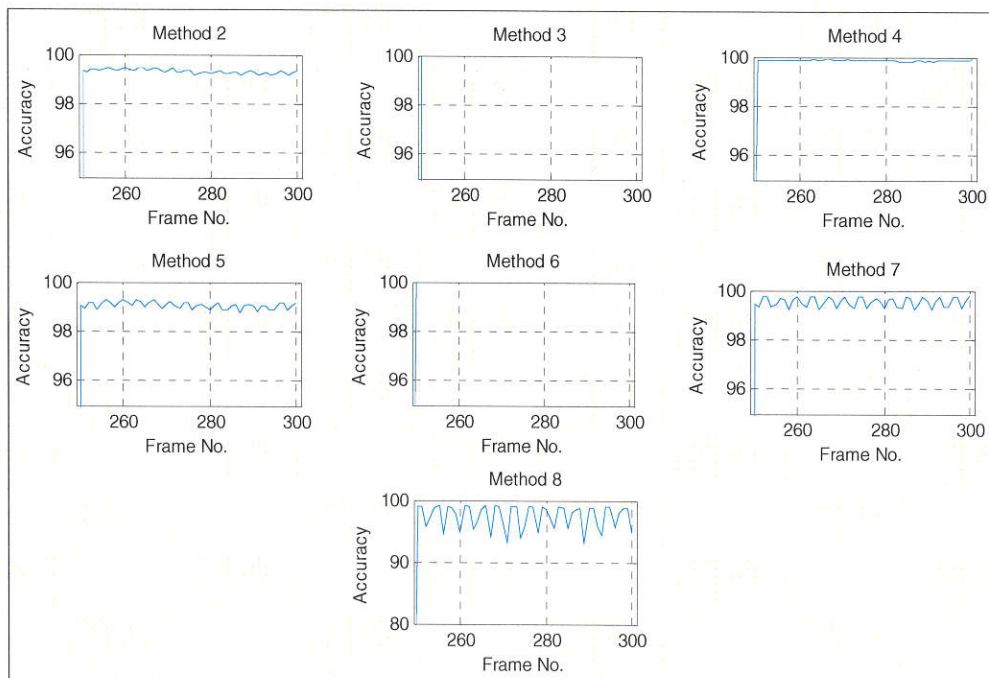 Method 2
100
98
96
Accuracy
260
280
300
Frame No.
Method 3
100
98
96
Accuracy
260
280
300
Frame No.
Method 4
100
98
96
Accuracy
260
280
300
Frame No.
Method 5
100
98
96
Accuracy
260
280
300
Frame No.
Method 6
100
98
96
Accuracy
260
280
300
Frame No.
Method 7
100
98
96
Accuracy
260
280
300
Frame No.
Method 8
100
90
80
Accuracy
260
280
300
Frame No.